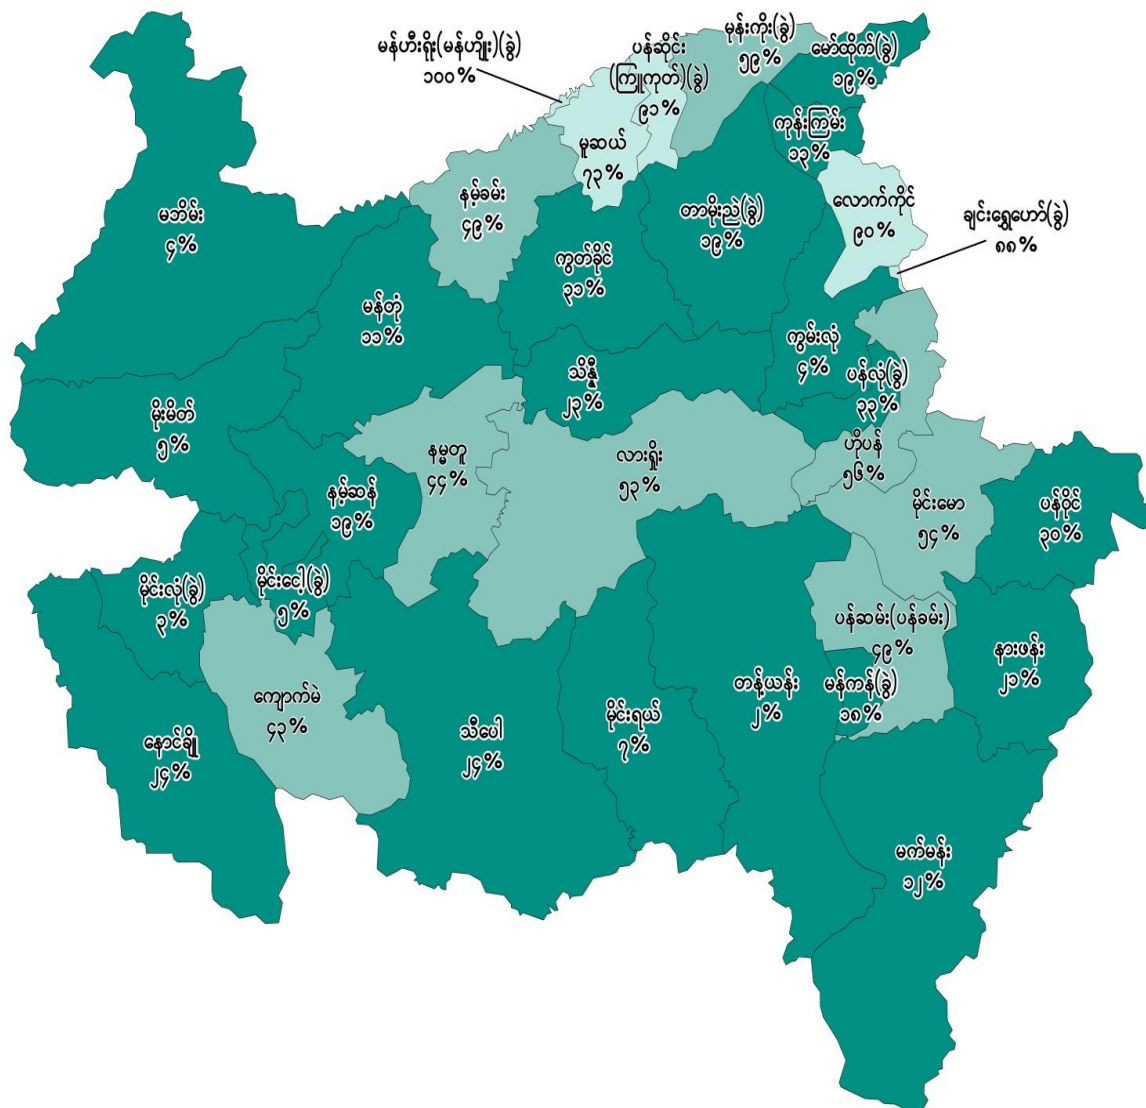 မုန်းကိုး(ခွဲ)
၅၉%
မန်ဟီးရိုး(မန်ဟျိုး)(ခွဲ)
၁၀၀%
ပန်ဆိုင်း
(ကြူကုတ်)(ခွဲ)
၉၁%
မော်ထိုက်(ခွဲ)
၁၉%
ကုန်းကြမ်း
၁၃%
မူဆယ်
၇၃%
နမ့်ခမ်း
၄၉%
မဘိမ်း
၄%
တာမိုးညဲ(ခွဲ)
၁၉%
လောက်ကိုင်
၉၀%
ချင်းရွှေဟော်(ခွဲ)
၈၈%
ကွတ်ခိုင်
၃၁%
မန်တုံ
၁၁%
ကွမ်းလုံ
၄%
သိန္နီ
၂၃%
ပန်လုံ(ခွဲ)
၃၃%
မိုးမိတ်
၅%
နမ္မတူ
၄၄%
လားရှိုး
၅၃%
ဟိုပန်
၅၆%
နမ့်ဆန်
၁၉%
မိုင်းမော
၅၄%
ပန်ဝိုင်
၃၀%
မိုင်းလုံ(ခွဲ)
၃%
မိုင်းငေါ့(ခွဲ)
၅%
ပန်ဆမ်း(ပန်ခမ်း)
၄၉%
နားဖန်း
၂၁%
ကျောက်မဲ
၄၃%
တန့်ယန်း
၂%
မန်ကန်(ခွဲ)
၁၈%
မိုင်းရယ်
၇%
သီပေါ
၂၄%
နောင်ချို
၂၄%
မက်မန်း
၁၂%